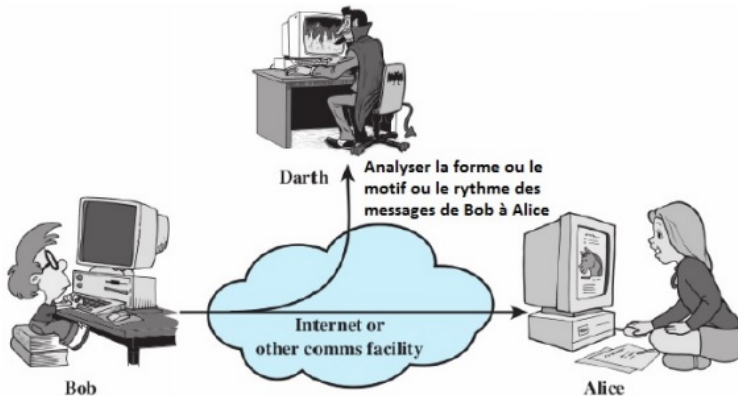 Darth
Analyser la forme ou le
motif ou le rythme des
messages de Bob à Alice
Internet or
other comms facility
Bob
Alice